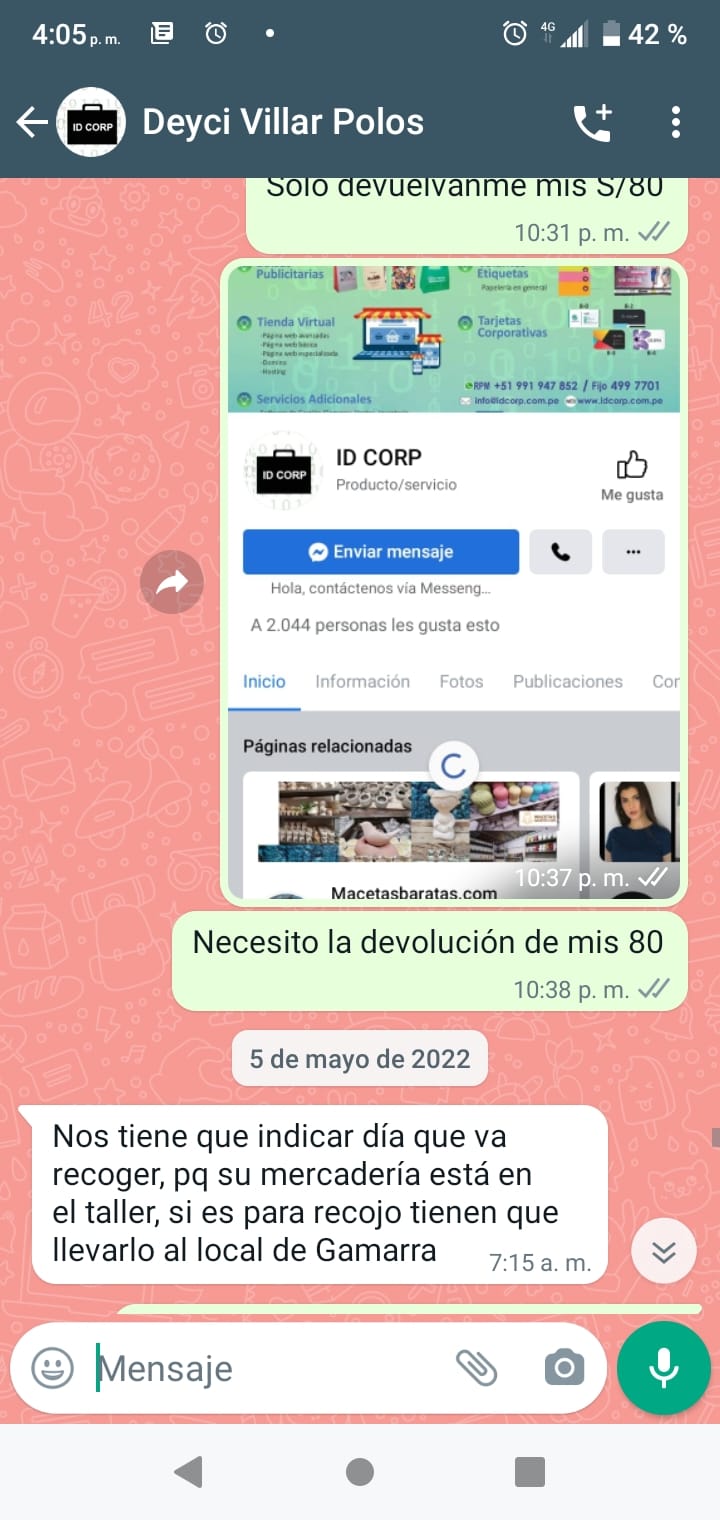 4:05 p. m.
4G
42 %
ID CORP
Deyci Villar Polos
Solo devuélvanme mis S/80
10:31 p. m.
Publicitarias
Etiquetas
Papelería en general
Tienda Virtual
-Página web avanzadas
-Página web básica
-Página web especializada
-Dominio
-Hosting
Tarjetas
Corporativas
RPM +51 991 947 852 / Fijo 499 7701
Servicios Adicionales
info@idcorp.com.pe www.idcorp.com.pe
ID CORP
ID CORP
Producto/servicio
Me gusta
Enviar mensaje
Hola, contáctenos vía Messeng...
A 2.044 personas les gusta esto
Inicio Información Fotos Publicaciones Cor
Páginas relacionadas
10:37 p. m.
Macetasbaratas.com
Necesito la devolución de mis 80
10:38 p. m.
5 de mayo de 2022
Nos tiene que indicar día que va
recoger, pq su mercadería está en
el taller, si es para recojo tienen que
llevarlo al local de Gamarra
7:15 a. m.
Mensaje